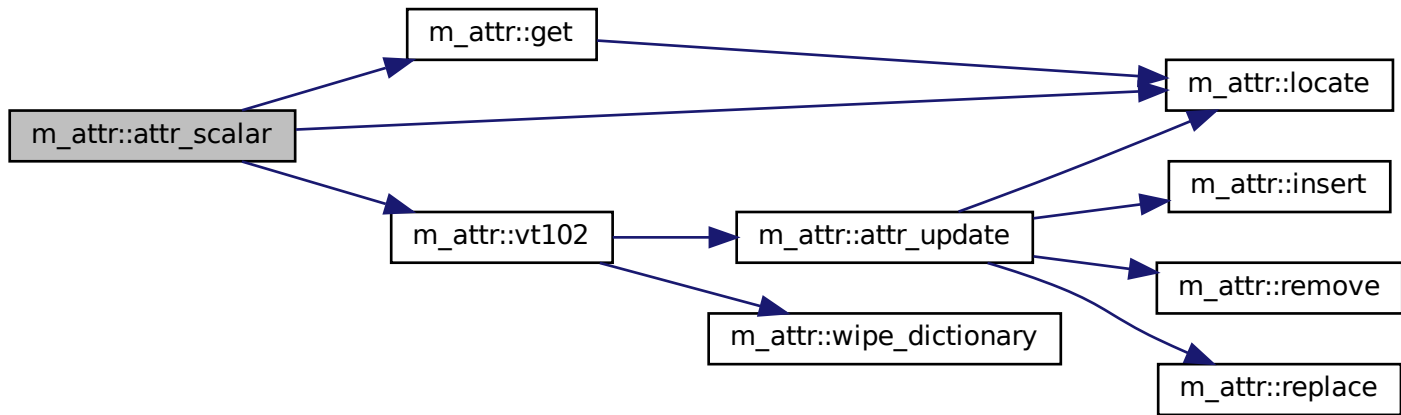 m_attr::get
m_attr::locate
m_attr::attr_scalar
m_attr::insert
m_attr::vt102
m_attr::attr_update
m_attr::remove
m_attr::wipe_dictionary
m_attr::replace